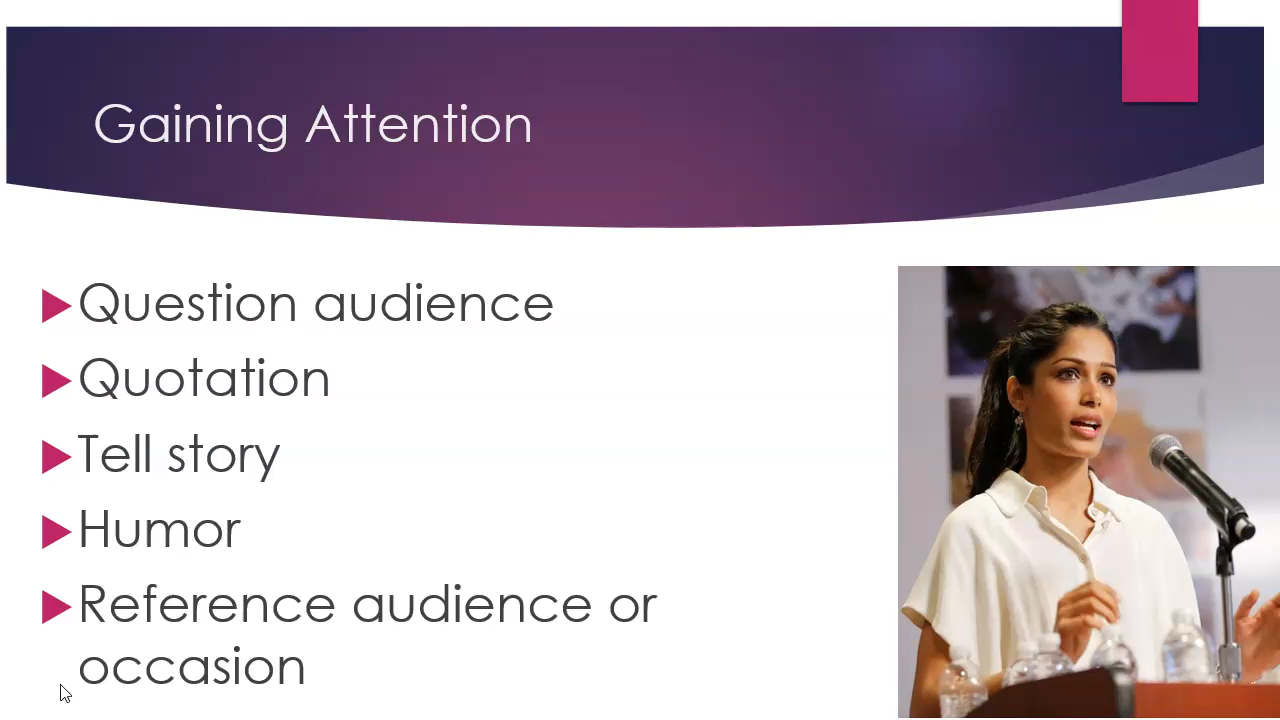 Gaining Attention
Question audience
Quotation
Tell story
Humor
Reference audience or
occasion